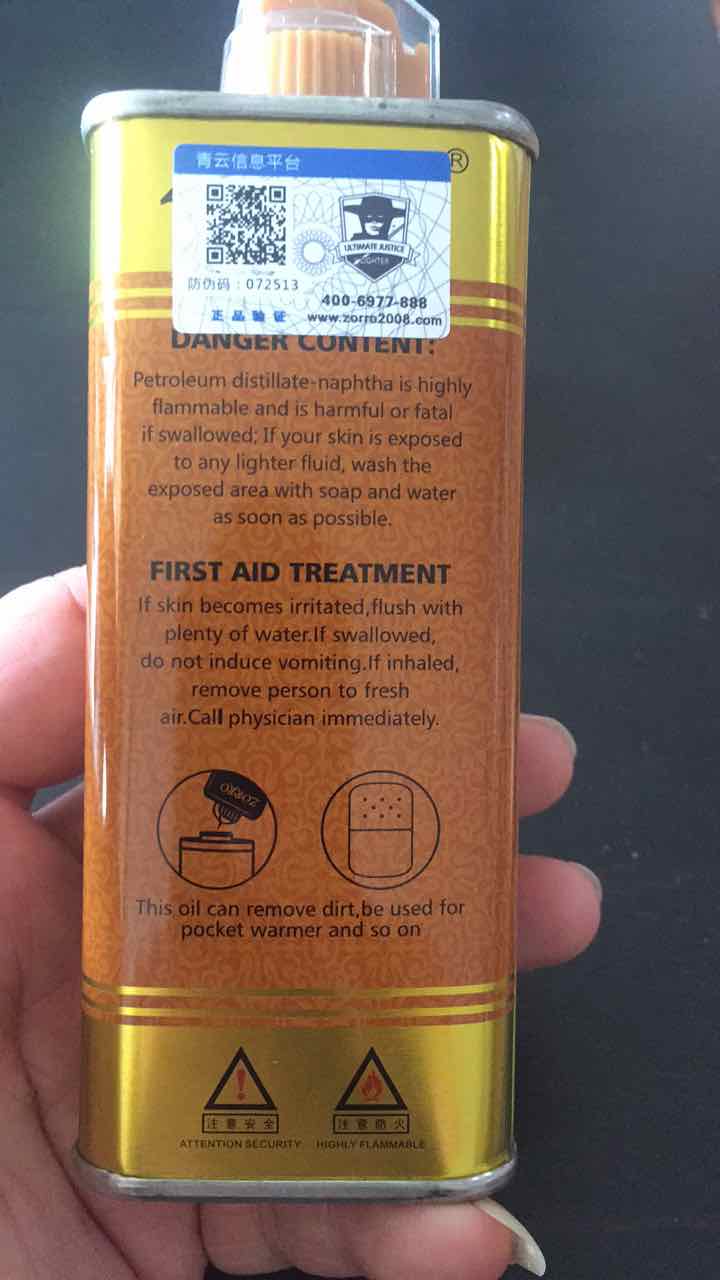 青云信息平台
®
ULTIMATE JUSTICE
LIGHTER
防伪码：072513
正品验证
400-6977-888
www.zorro2008.com
DANGER CONTENT:
Petroleum distillate-naphtha is highly
flammable and is harmful or fatal
if swallowed; If your skin is exposed
to any lighter fluid, wash the
exposed area with soap and water
as soon as possible.
FIRST AID TREATMENT
If skin becomes irritated,flush with
plenty of water.If swallowed,
do not induce vomiting.If inhaled,
remove person to fresh
air.Call physician immediately.
ZORRO
This oil can remove dirt,be used for
pocket warmer and so on
注意安全
注意防火
ATTENTION SECURITY
HIGHLY FLAMMABLE